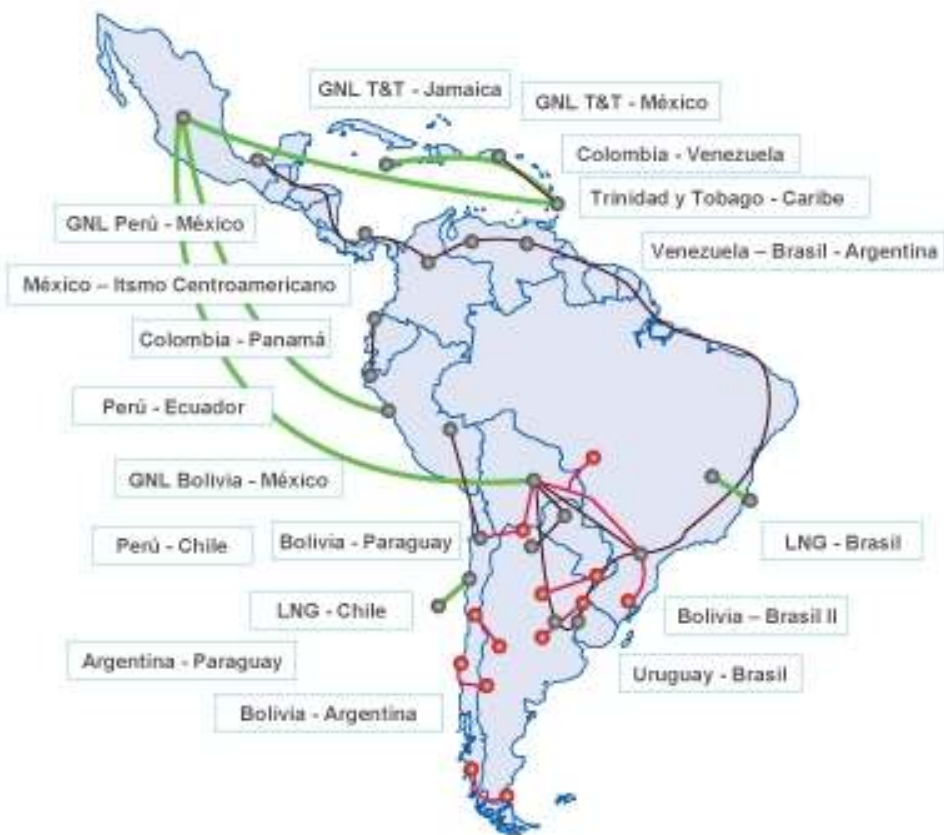 GNL T&T - Jamaica
GNL T&T - México
Colombia - Venezuela
Trinidad y Tobago - Caribe
GNL Perú - México
Venezuela – Brasil - Argentina
México – Itsmo Centroamericano
Colombia - Panamá
Perú - Ecuador
GNL Bolivia - México
Perú - Chile
Bolivia - Paraguay
LNG - Brasil
LNG - Chile
Bolivia – Brasil II
Argentina - Paraguay
Uruguay - Brasil
Bolivia - Argentina